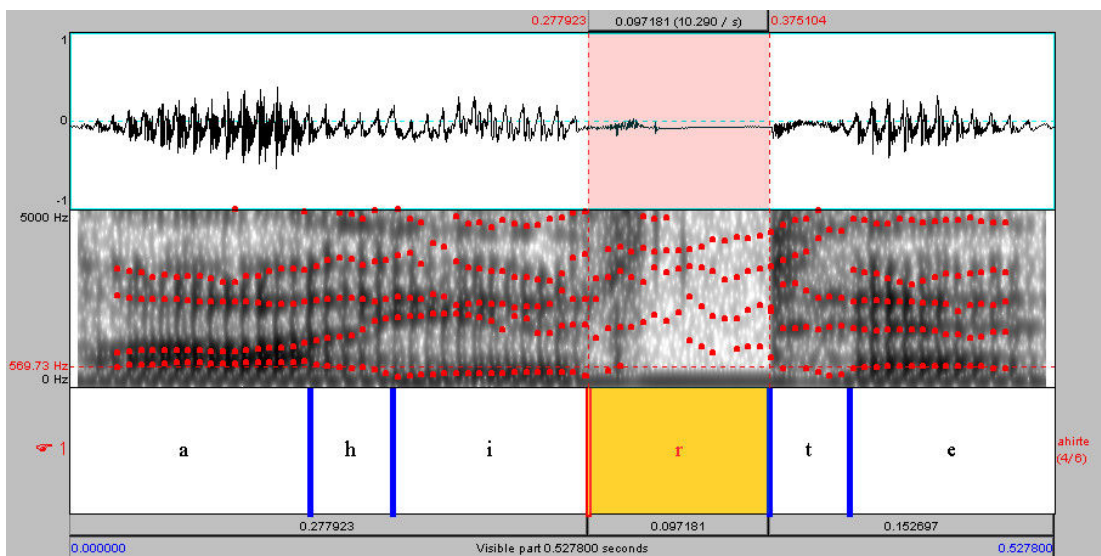 0.277923 0.097181 (10.290 / s) 0.375104
1
0
-1
5000 Hz
569.73 Hz
0 Hz
☞ 1 a h i r t e ahirte
(4/6)
0.277923 0.097181 0.152697
0.000000 Visible part 0.527800 seconds 0.527800